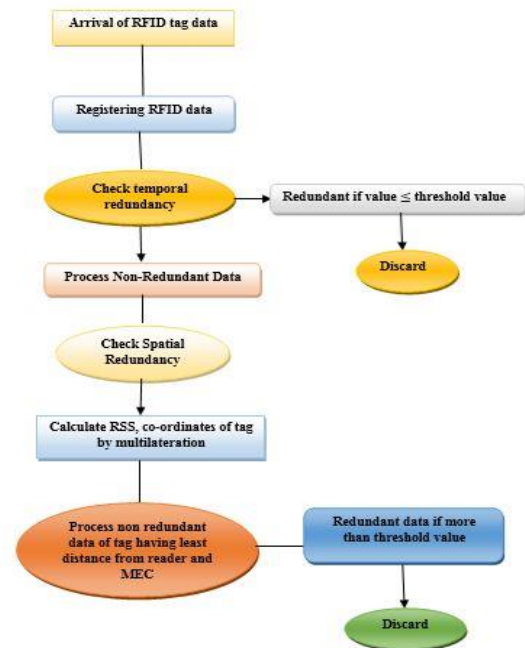 Arrival of RFID tag data
Registering RFID data
Check temporal
redundancy
Redundant if value ≤ threshold value
Discard
Process Non-Redundant Data
Check Spatial
Redundancy
Calculate RSS, co-ordinates of tag
by multilateration
Process non redundant
data of tag having least
distance from reader and
MEC
Redundant data if more
than threshold value
Discard